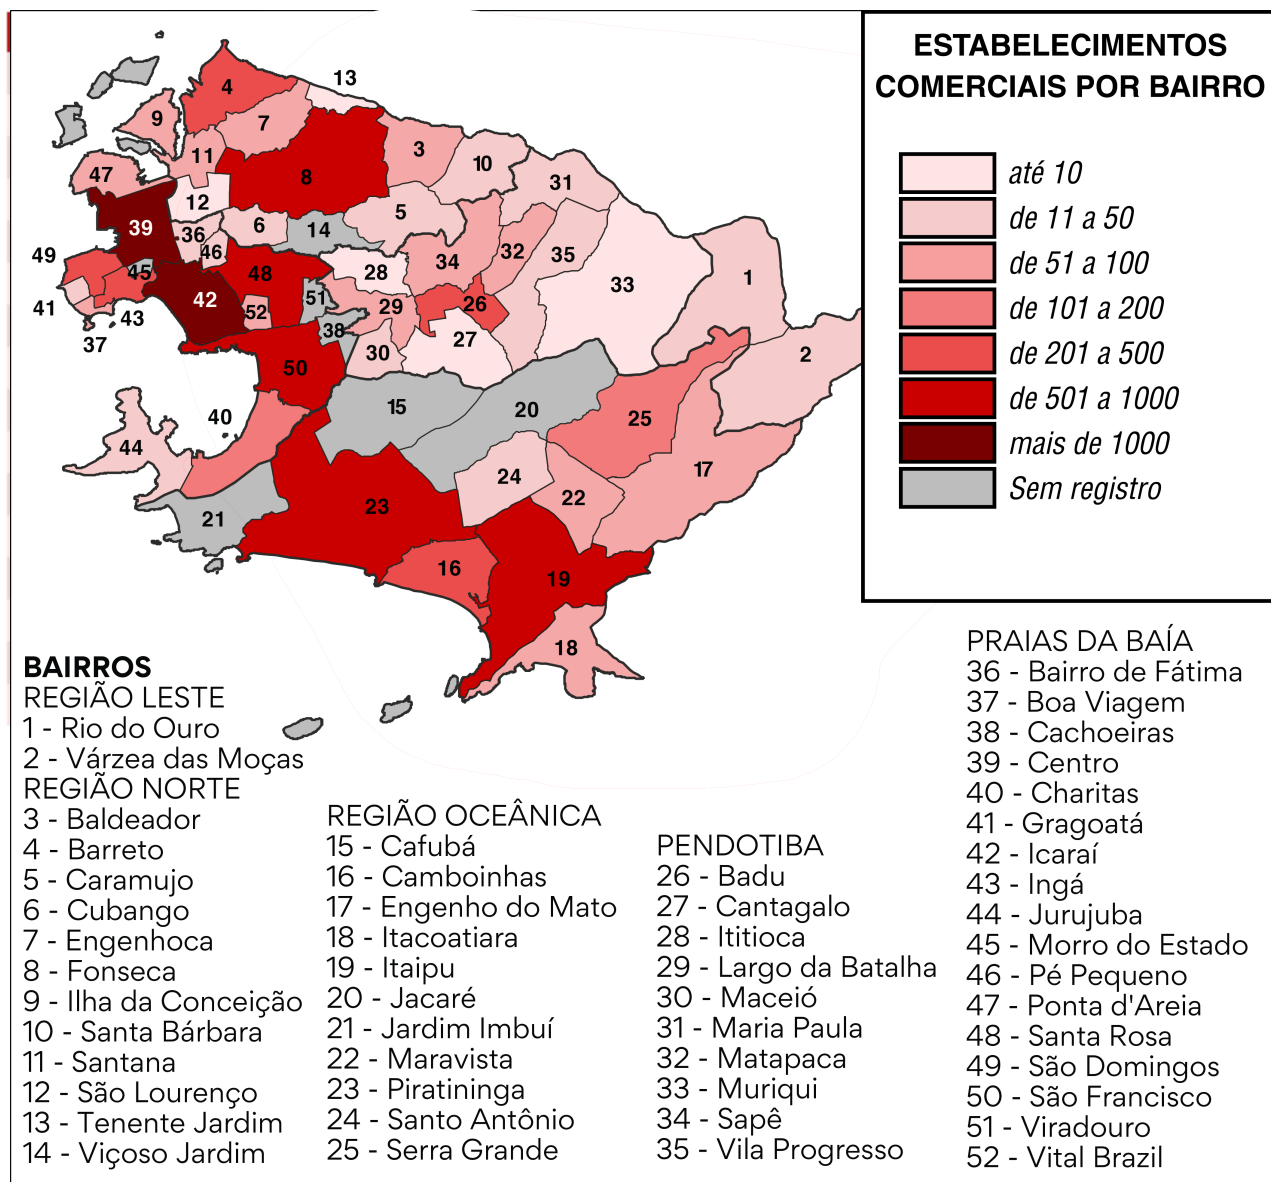 ESTABELECIMENTOS
COMERCIAIS POR BAIRRO
até 10
de 11 a 50
de 51 a 100
de 101 a 200
de 201 a 500
de 501 a 1000
mais de 1000
Sem registro
13
4
9
7
11
3
10
47
8
31
12
5
39
6
14
36
46
34
32
35
49
45
48
28
33
1
42
51
29
26
41
43
52
38
27
37
30
2
50
15
20
40
25
44
24
17
22
21
23
16
19
18
BAIRROS
REGIÃO LESTE
1 - Rio do Ouro
2 - Várzea das Moças
REGIÃO NORTE
3 - Baldeador
4 - Barreto
5 - Caramujo
6 - Cubango
7 - Engenhoca
8 - Fonseca
9 - Ilha da Conceição
10 - Santa Bárbara
11 - Santana
12 - São Lourenço
13 - Tenente Jardim
14 - Viçoso Jardim
REGIÃO OCEÂNICA
15 - Cafubá
16 - Camboinhas
17 - Engenho do Mato
18 - Itacoatiara
19 - Itaipu
20 - Jacaré
21 - Jardim Imbuí
22 - Maravista
23 - Piratininga
24 - Santo Antônio
25 - Serra Grande
PENDOTIBA
26 - Badu
27 - Cantagalo
28 - Ititioca
29 - Largo da Batalha
30 - Maceió
31 - Maria Paula
32 - Matapaca
33 - Muriqui
34 - Sapê
35 - Vila Progresso
PRAIAS DA BAÍA
36 - Bairro de Fátima
37 - Boa Viagem
38 - Cachoeiras
39 - Centro
40 - Charitas
41 - Gragoatá
42 - Icaraí
43 - Ingá
44 - Jurujuba
45 - Morro do Estado
46 - Pé Pequeno
47 - Ponta d'Areia
48 - Santa Rosa
49 - São Domingos
50 - São Francisco
51 - Viradouro
52 - Vital Brazil